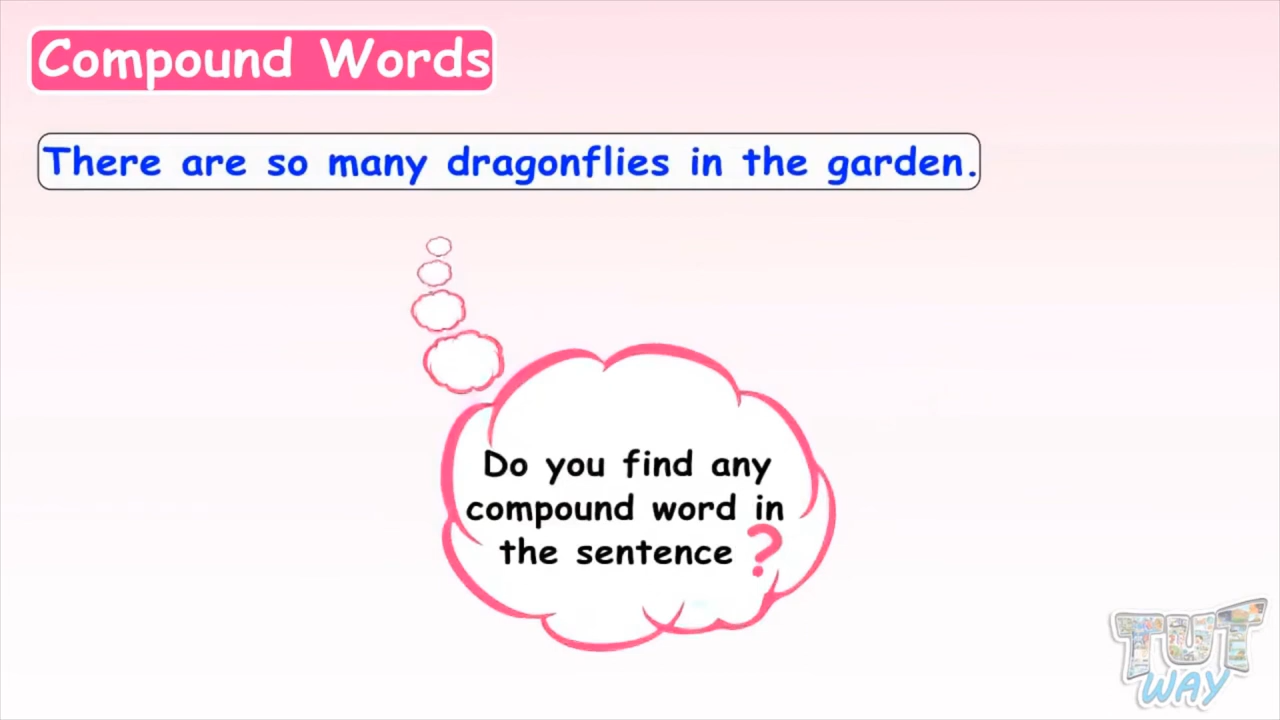 Compound Words
There are so many dragonflies in the garden.
Do you find any
compound word in
the sentence ?
TUT
WAY